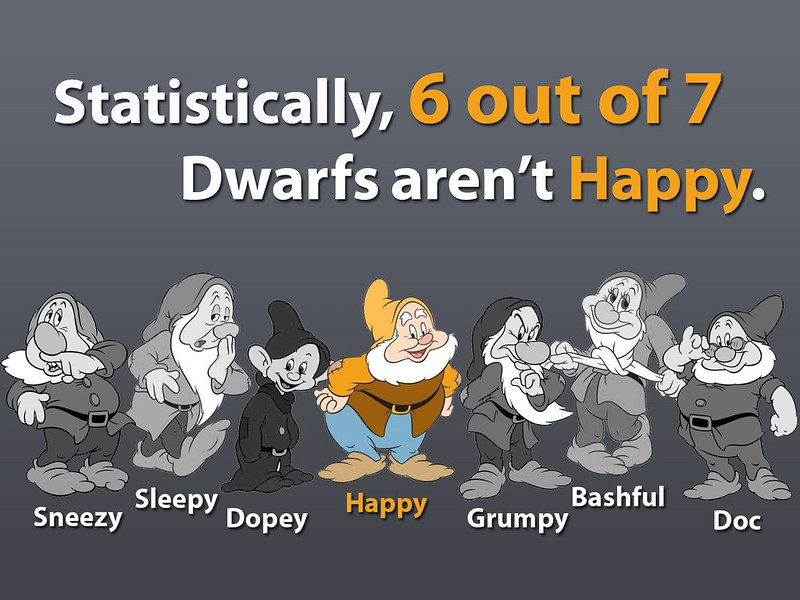 Statistically, 6 out of 7
Dwarfs aren’t Happy.
Sneezy
Sleepy
Dopey
Happy
Grumpy
Bashful
Doc